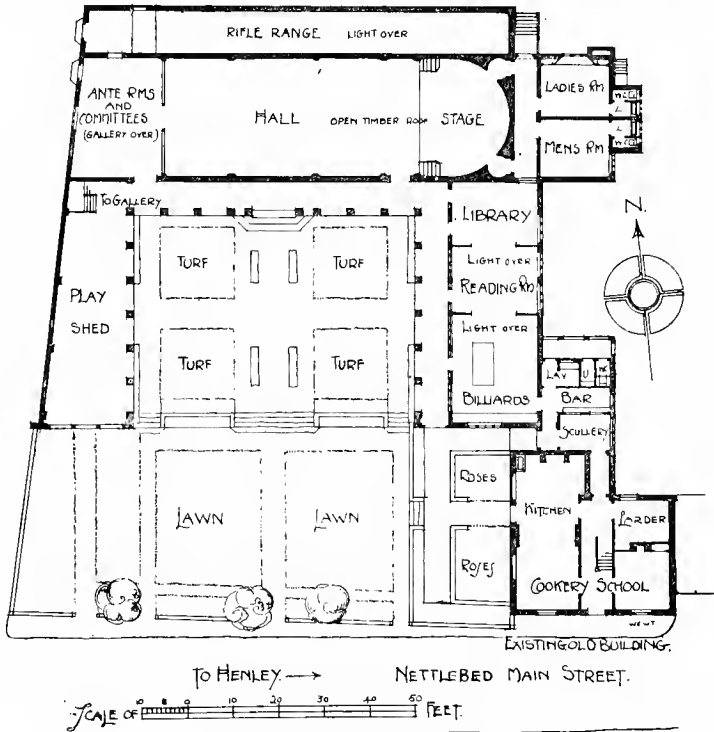 RIFLE RANGE LIGHT OVER
ANTE RMS
AND
COMMITTEES
(GALLERY OVER)
HALL OPEN TIMBER ROOF STAGE
LADIES RM
W.C.
L
L
MENS RM
W.C.
TO GALLERY
LIBRARY
N.
TURF
TURF
LIGHT OVER
READING RM
PLAY
SHED
LIGHT OVER
TURF
TURF
LAV
U
BILLIARDS
BAR
SCULLERY
ROSES
LAWN
LAWN
KITCHEN
LARDER
ROSES
COOKERY SCHOOL
EXISTING OLD BUILDING.
TO HENLEY → NETTLEBED MAIN STREET.
SCALE OF 10 5 0 10 20 30 40 50 FEET.